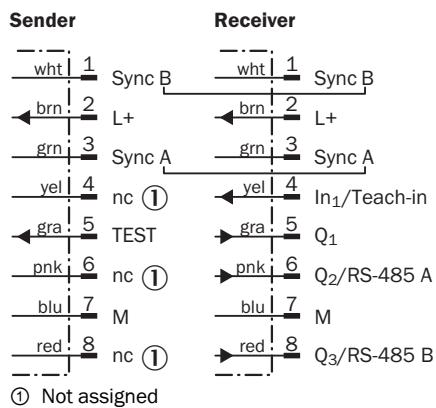 Sender
wht 1 Sync B
brn 2 L+
grn 3 Sync A
yel 4 nc ①
gra 5 TEST
pnk 6 nc ①
blu 7 M
red 8 nc ①
① Not assigned
Receiver
wht 1 Sync B
brn 2 L+
grn 3 Sync A
yel 4 In₁/Teach-in
gra 5 Q₁
pnk 6 Q₂/RS-485 A
blu 7 M
red 8 Q₃/RS-485 B